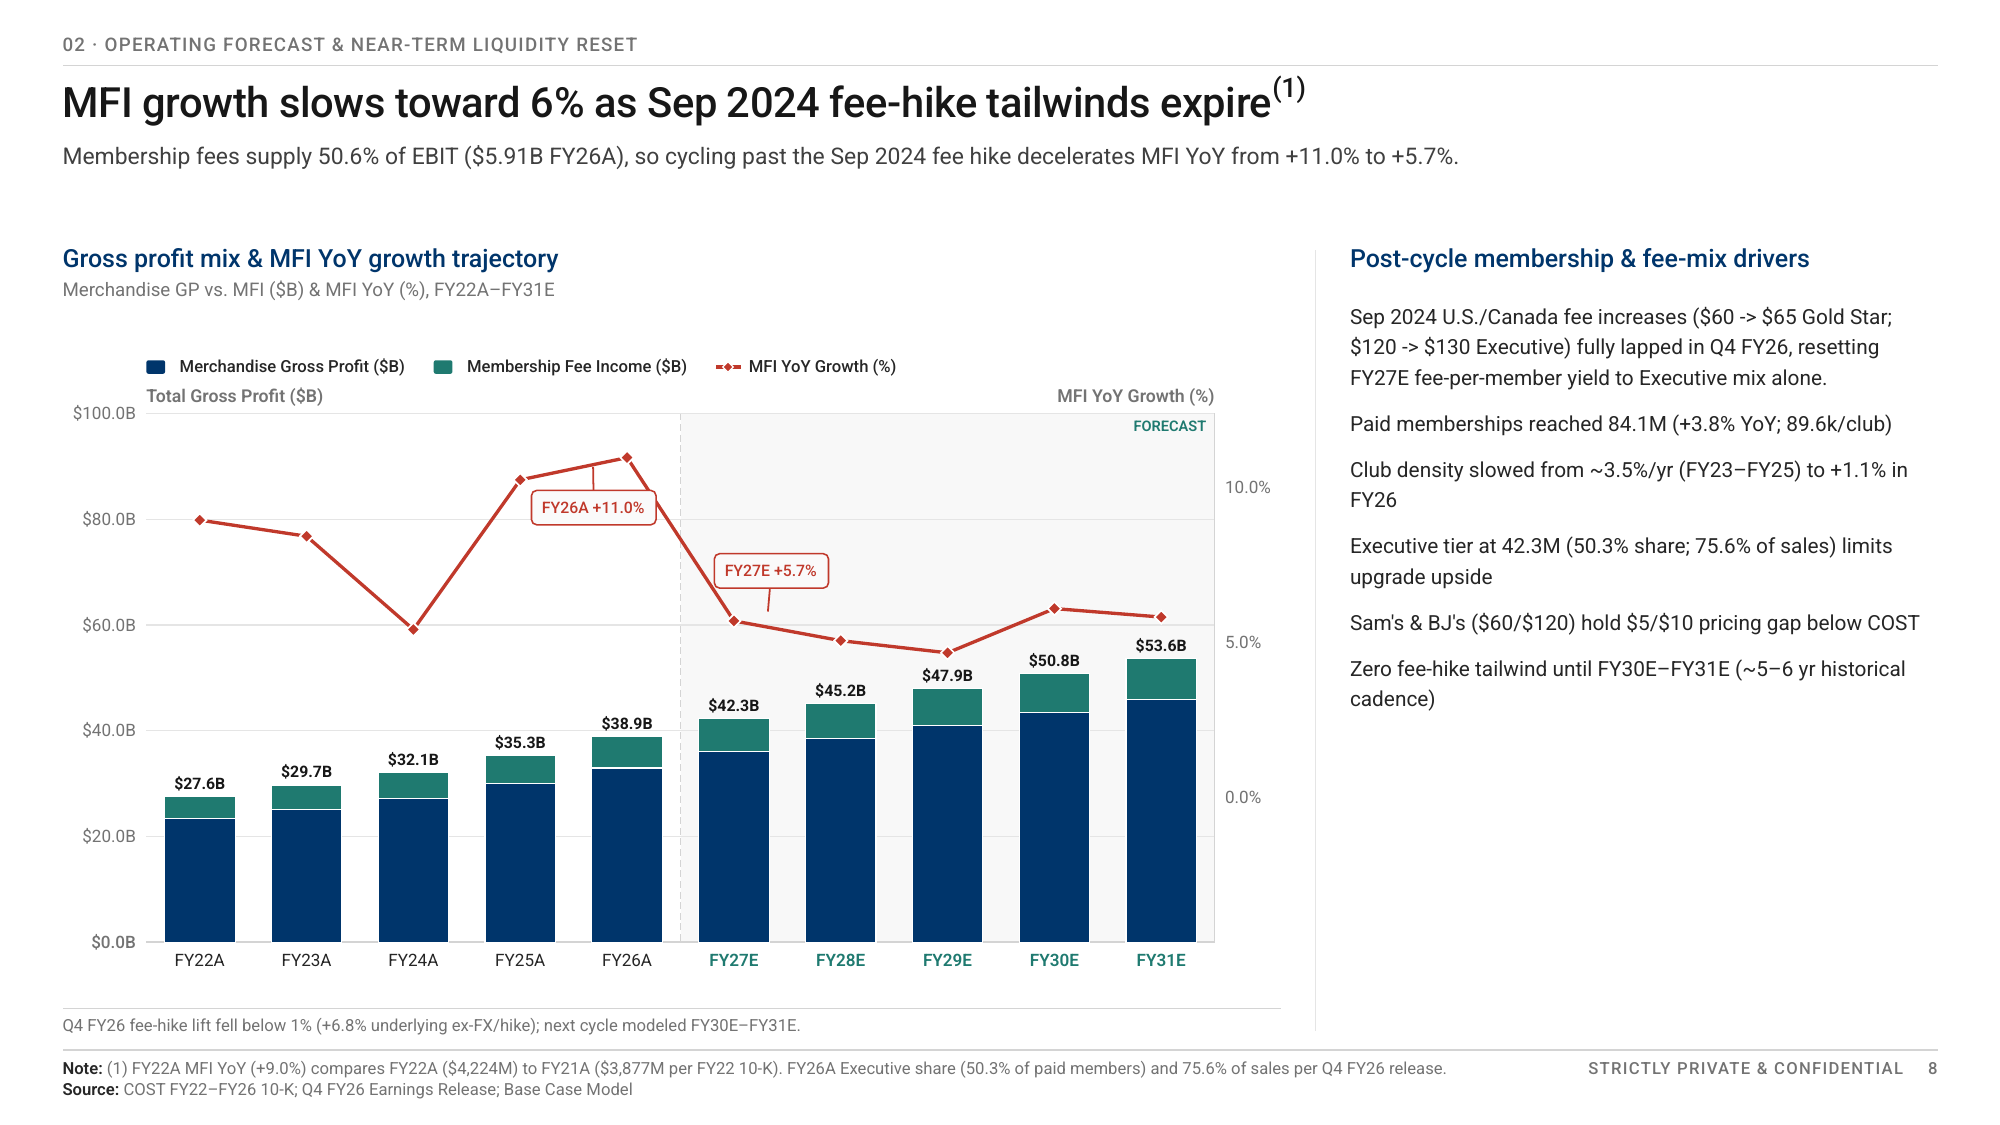 02 · OPERATING FORECAST & NEAR-TERM LIQUIDITY RESET
MFI growth slows toward 6% as Sep 2024 fee-hike tailwinds expire(1)
Membership fees supply 50.6% of EBIT ($5.91B FY26A), so cycling past the Sep 2024 fee hike decelerates MFI YoY from +11.0% to +5.7%.
Gross profit mix & MFI YoY growth trajectory
Merchandise GP vs. MFI ($B) & MFI YoY (%), FY22A–FY31E
Merchandise Gross Profit ($B)
Membership Fee Income ($B)
MFI YoY Growth (%)
Total Gross Profit ($B)
MFI YoY Growth (%)
FORECAST
$100.0B
$80.0B
$60.0B
$40.0B
$20.0B
$0.0B
10.0%
5.0%
0.0%
FY26A +11.0%
FY27E +5.7%
$27.6B
$29.7B
$32.1B
$35.3B
$38.9B
$42.3B
$45.2B
$47.9B
$50.8B
$53.6B
FY22A
FY23A
FY24A
FY25A
FY26A
FY27E
FY28E
FY29E
FY30E
FY31E
Q4 FY26 fee-hike lift fell below 1% (+6.8% underlying ex-FX/hike); next cycle modeled FY30E–FY31E.
Post-cycle membership & fee-mix drivers
Sep 2024 U.S./Canada fee increases ($60 -> $65 Gold Star;
$120 -> $130 Executive) fully lapped in Q4 FY26, resetting
FY27E fee-per-member yield to Executive mix alone.
Paid memberships reached 84.1M (+3.8% YoY; 89.6k/club)
Club density slowed from ~3.5%/yr (FY23–FY25) to +1.1% in
FY26
Executive tier at 42.3M (50.3% share; 75.6% of sales) limits
upgrade upside
Sam's & BJ's ($60/$120) hold $5/$10 pricing gap below COST
Zero fee-hike tailwind until FY30E–FY31E (~5–6 yr historical
cadence)
Note: (1) FY22A MFI YoY (+9.0%) compares FY22A ($4,224M) to FY21A ($3,877M per FY22 10-K). FY26A Executive share (50.3% of paid members) and 75.6% of sales per Q4 FY26 release.
Source: COST FY22–FY26 10-K; Q4 FY26 Earnings Release; Base Case Model
STRICTLY PRIVATE & CONFIDENTIAL 8